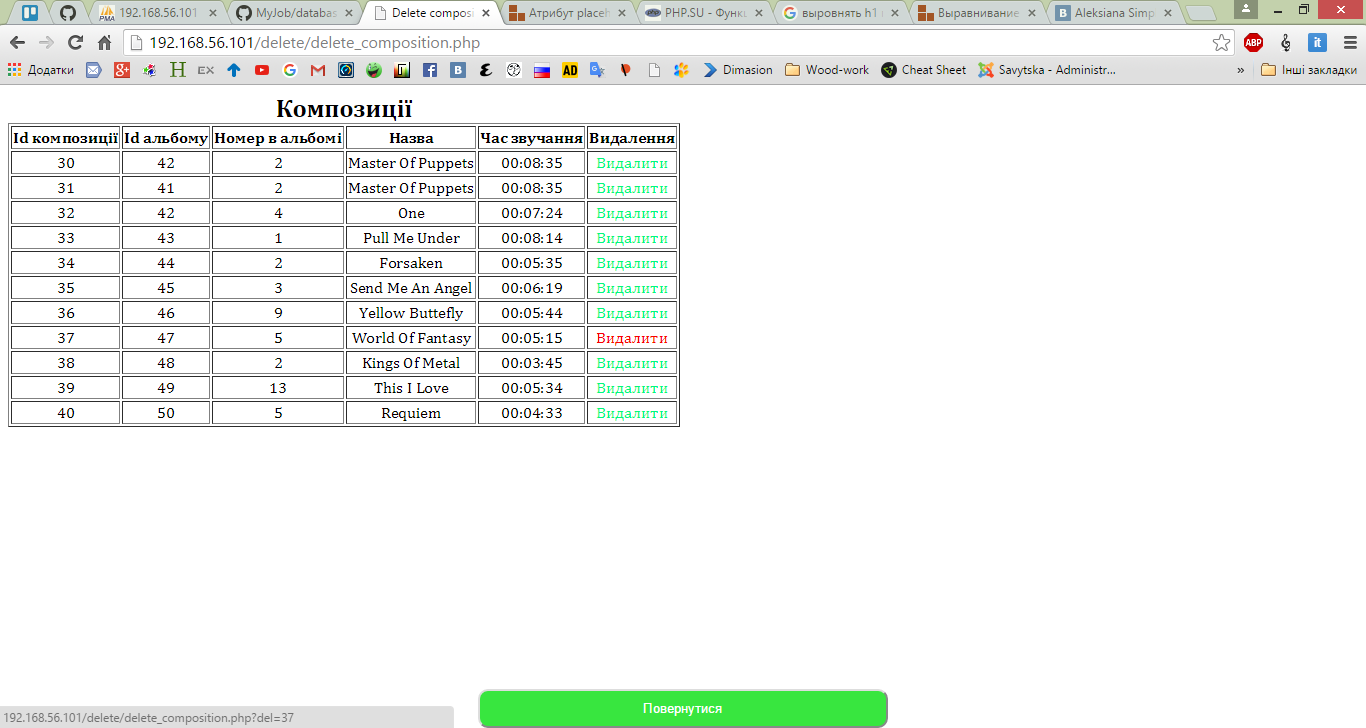 192.168.56.101
MyJob/databas
Delete composi
Атрибут placeh
PHP.SU - Функц
выровнять h1
Выравнивание
Aleksiana Simp
192.168.56.101/delete/delete_composition.php
ABP
it
Додатки
EX
AD
Dimasion
Wood-work
Cheat Sheet
Savytska - Administr...
»
Інші закладки
Композиції
Id композиції Id альбому Номер в альбомі Назва Час звучання Видалення
30 42 2 Master Of Puppets 00:08:35 Видалити
31 41 2 Master Of Puppets 00:08:35 Видалити
32 42 4 One 00:07:24 Видалити
33 43 1 Pull Me Under 00:08:14 Видалити
34 44 2 Forsaken 00:05:35 Видалити
35 45 3 Send Me An Angel 00:06:19 Видалити
36 46 9 Yellow Buttefly 00:05:44 Видалити
37 47 5 World Of Fantasy 00:05:15 Видалити
38 48 2 Kings Of Metal 00:03:45 Видалити
39 49 13 This I Love 00:05:34 Видалити
40 50 5 Requiem 00:04:33 Видалити
Повернутися
192.168.56.101/delete/delete_composition.php?del=37